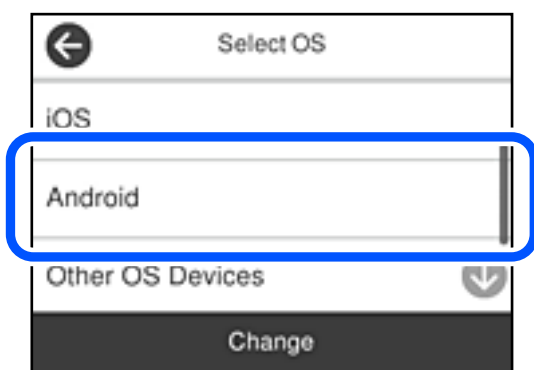 Select OS
iOS
Android
Other OS Devices
Change